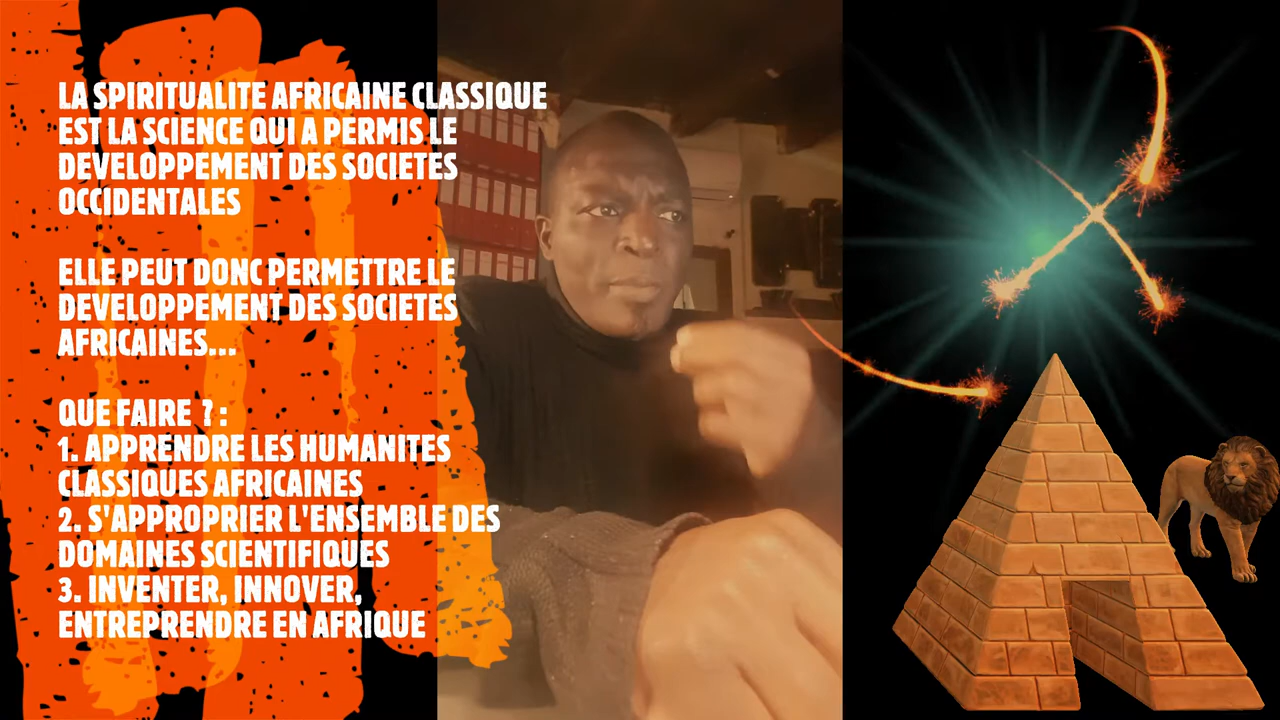 LA SPIRITUALITE AFRICAINE CLASSIQUE
EST LA SCIENCE QUI A PERMIS LE
DEVELOPPEMENT DES SOCIETES
OCCIDENTALES
ELLE PEUT DONC PERMETTRE LE
DEVELOPPEMENT DES SOCIETES
AFRICAINES...
QUE FAIRE ? :
1. APPRENDRE LES HUMANITES
CLASSIQUES AFRICAINES
2. S'APPROPRIER L'ENSEMBLE DES
DOMAINES SCIENTIFIQUES
3. INVENTER, INNOVER,
ENTREPRENDRE EN AFRIQUE